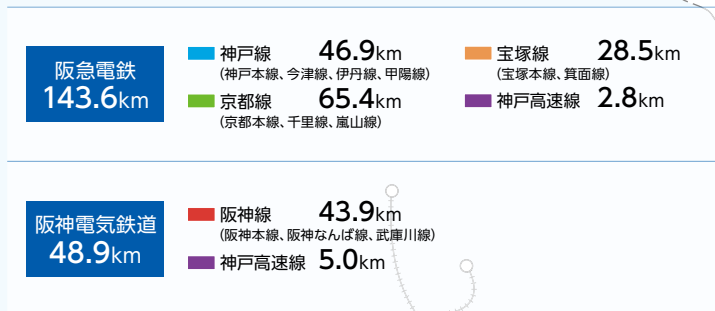 阪急電鉄
143.6km
神戸線 46.9km
(神戸本線、今津線、伊丹線、甲陽線)
宝塚線 28.5km
(宝塚本線、箕面線)
京都線 65.4km
(京都本線、千里線、嵐山線)
神戸高速線 2.8km
阪神電気鉄道
48.9km
阪神線 43.9km
(阪神本線、阪神なんば線、武庫川線)
神戸高速線 5.0km